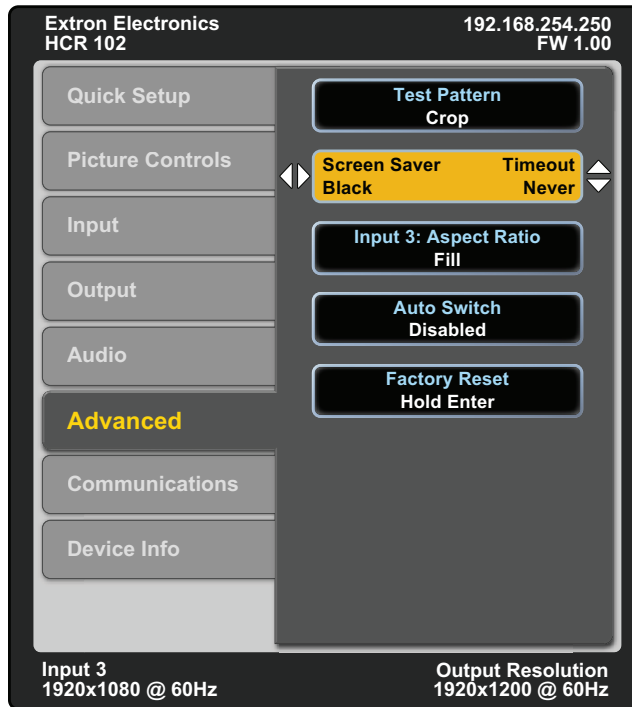 Extron Electronics 192.168.254.250
HCR 102 FW 1.00
Quick Setup
Picture Controls
Input
Output
Audio
Advanced
Communications
Device Info
Test Pattern
Crop
Screen Saver Timeout
Black Never
Input 3: Aspect Ratio
Fill
Auto Switch
Disabled
Factory Reset
Hold Enter
Input 3 Output Resolution
1920x1080 @ 60Hz 1920x1200 @ 60Hz